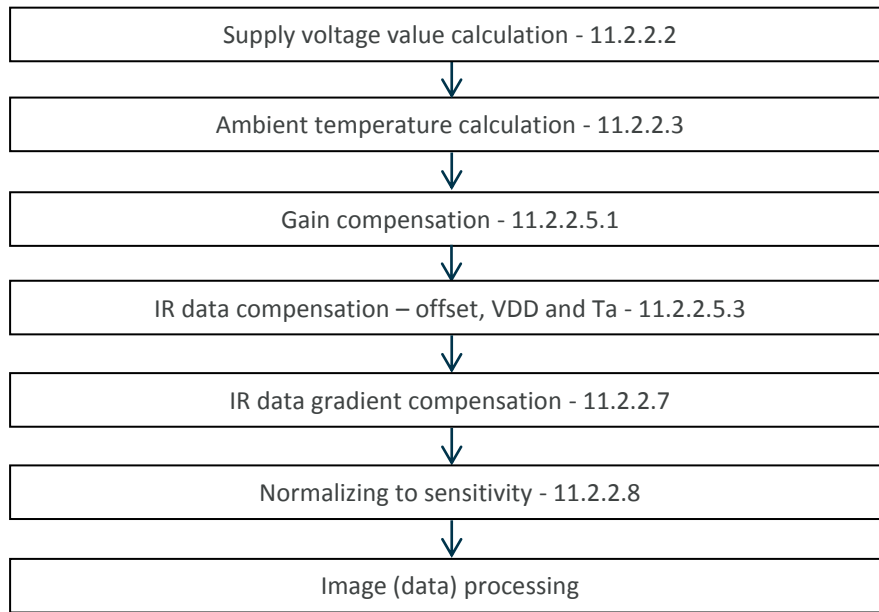 Supply voltage value calculation - 11.2.2.2
Ambient temperature calculation - 11.2.2.3
Gain compensation - 11.2.2.5.1
IR data compensation – offset, VDD and Ta - 11.2.2.5.3
IR data gradient compensation - 11.2.2.7
Normalizing to sensitivity - 11.2.2.8
Image (data) processing